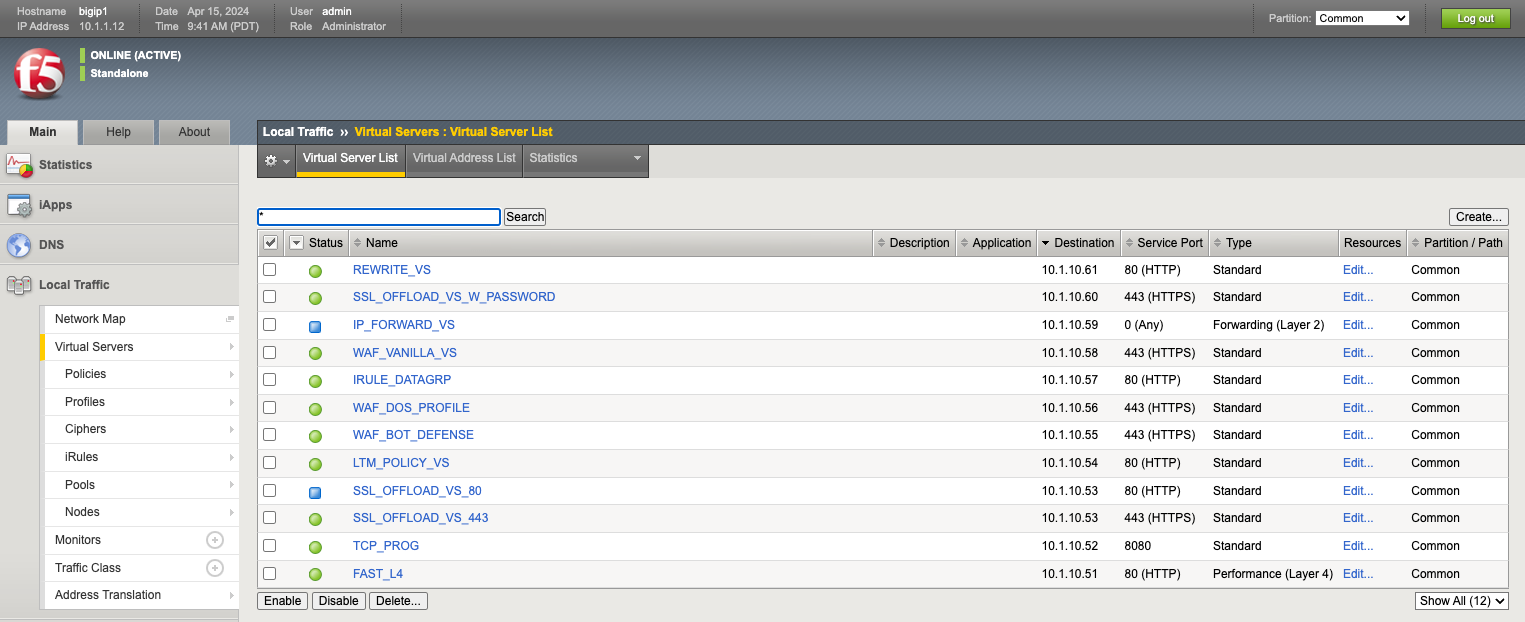 Hostname bigip1 Date Apr 15, 2024 User admin
IP Address 10.1.1.12 Time 9:41 AM (PDT) Role Administrator
Partition: Common Log out
f5
ONLINE (ACTIVE)
Standalone
Main Help About
Local Traffic » Virtual Servers : Virtual Server List
Virtual Server List Virtual Address List Statistics
Statistics
iApps
DNS
Local Traffic
Network Map
Virtual Servers
Policies
Profiles
Ciphers
iRules
Pools
Nodes
Monitors
Traffic Class
Address Translation
* Search Create...
Status Name Description Application Destination Service Port Type Resources Partition / Path
REWRITE_VS 10.1.10.61 80 (HTTP) Standard Edit... Common
SSL_OFFLOAD_VS_W_PASSWORD 10.1.10.60 443 (HTTPS) Standard Edit... Common
IP_FORWARD_VS 10.1.10.59 0 (Any) Forwarding (Layer 2) Edit... Common
WAF_VANILLA_VS 10.1.10.58 443 (HTTPS) Standard Edit... Common
IRULE_DATAGRP 10.1.10.57 80 (HTTP) Standard Edit... Common
WAF_DOS_PROFILE 10.1.10.56 443 (HTTPS) Standard Edit... Common
WAF_BOT_DEFENSE 10.1.10.55 443 (HTTPS) Standard Edit... Common
LTM_POLICY_VS 10.1.10.54 80 (HTTP) Standard Edit... Common
SSL_OFFLOAD_VS_80 10.1.10.53 80 (HTTP) Standard Edit... Common
SSL_OFFLOAD_VS_443 10.1.10.53 443 (HTTPS) Standard Edit... Common
TCP_PROG 10.1.10.52 8080 Standard Edit... Common
FAST_L4 10.1.10.51 80 (HTTP) Performance (Layer 4) Edit... Common
Enable Disable Delete... Show All (12)